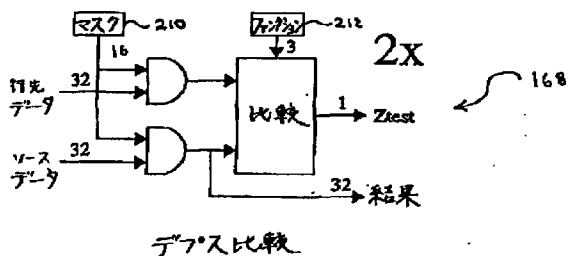 マスク 210
ファンクション 212
16
3
2x
行先
データ
32
比較
1
Ztest
168
ソース
データ
32
32
結果
デプス比較